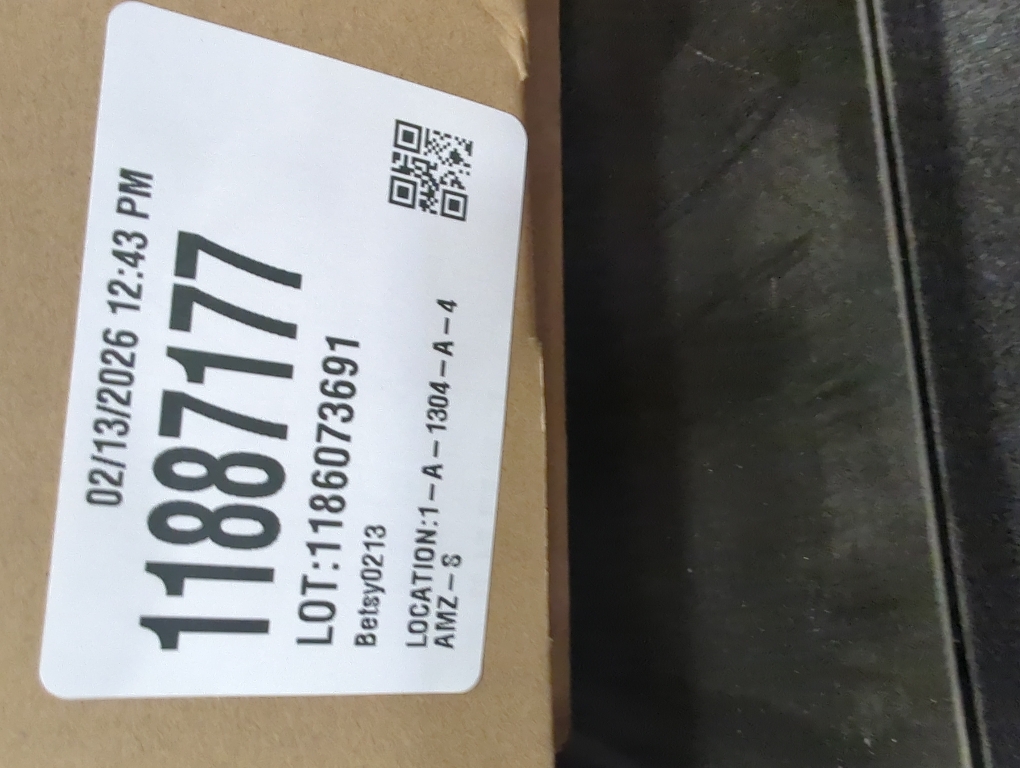 02/13/2026 12:43 PM
1187177
LOT:1186073691
Betsy0213
LOCATION:1-A-1304-A-4
AMZ-S